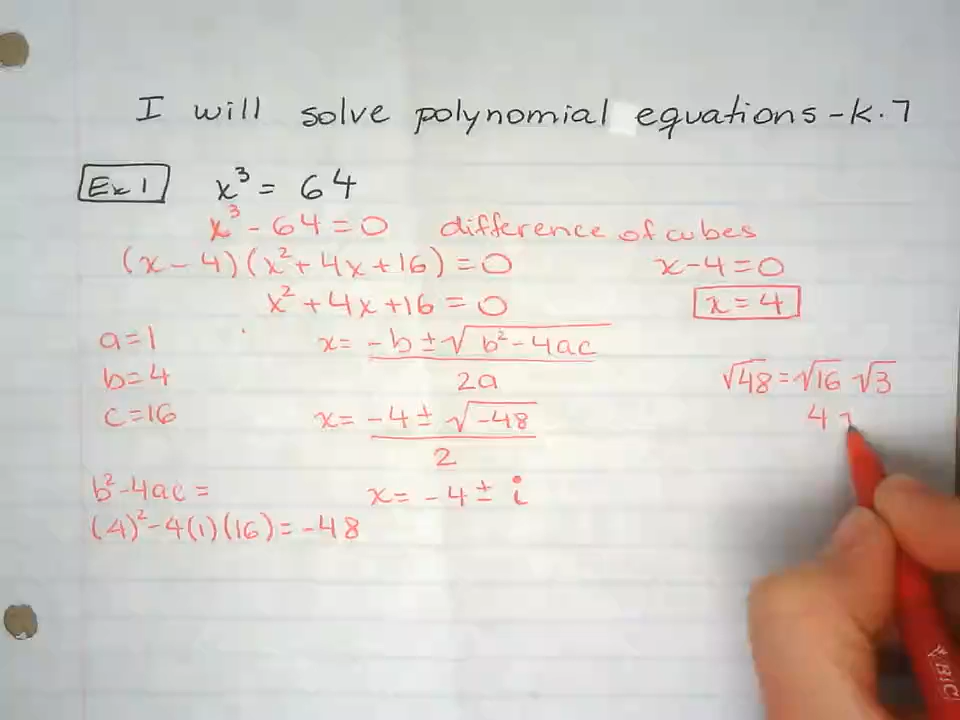 I will solve polynomial equations - K.7
Ex 1 x³ = 64
x³ - 64 = 0 difference of cubes
(x - 4)(x² + 4x + 16) = 0 x - 4 = 0
x² + 4x + 16 = 0 x = 4
a = 1 x = -b ± √b² - 4ac
b = 4 2a √48 = √16 √3
c = 16 x = -4 ± √-48 4
2
b² - 4ac = x = -4 ± i
(4)² - 4(1)(16) = -48
BIC